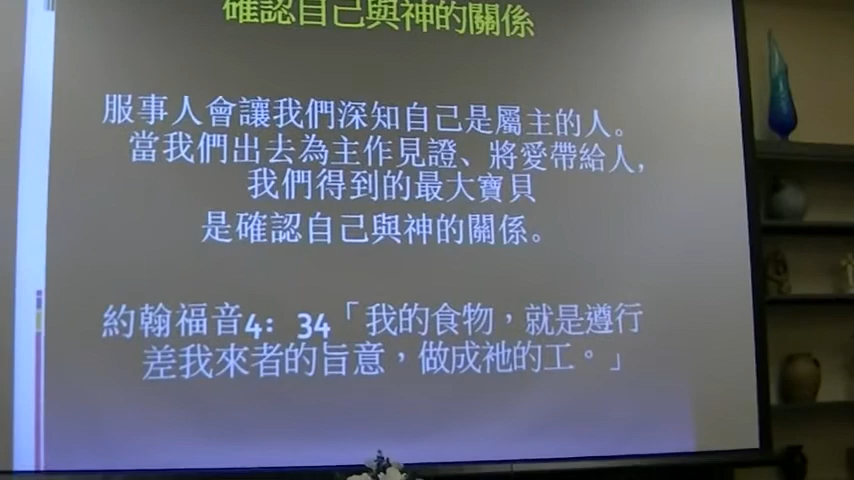 確認自己與神的關係
服事人會讓我們深知自己是屬主的人。
當我們出去為主作見證、將愛帶給人,
我們得到的最大寶貝
是確認自己與神的關係。
約翰福音4: 34「我的食物,就是遵行
差我來者的旨意,做成祂的工。」